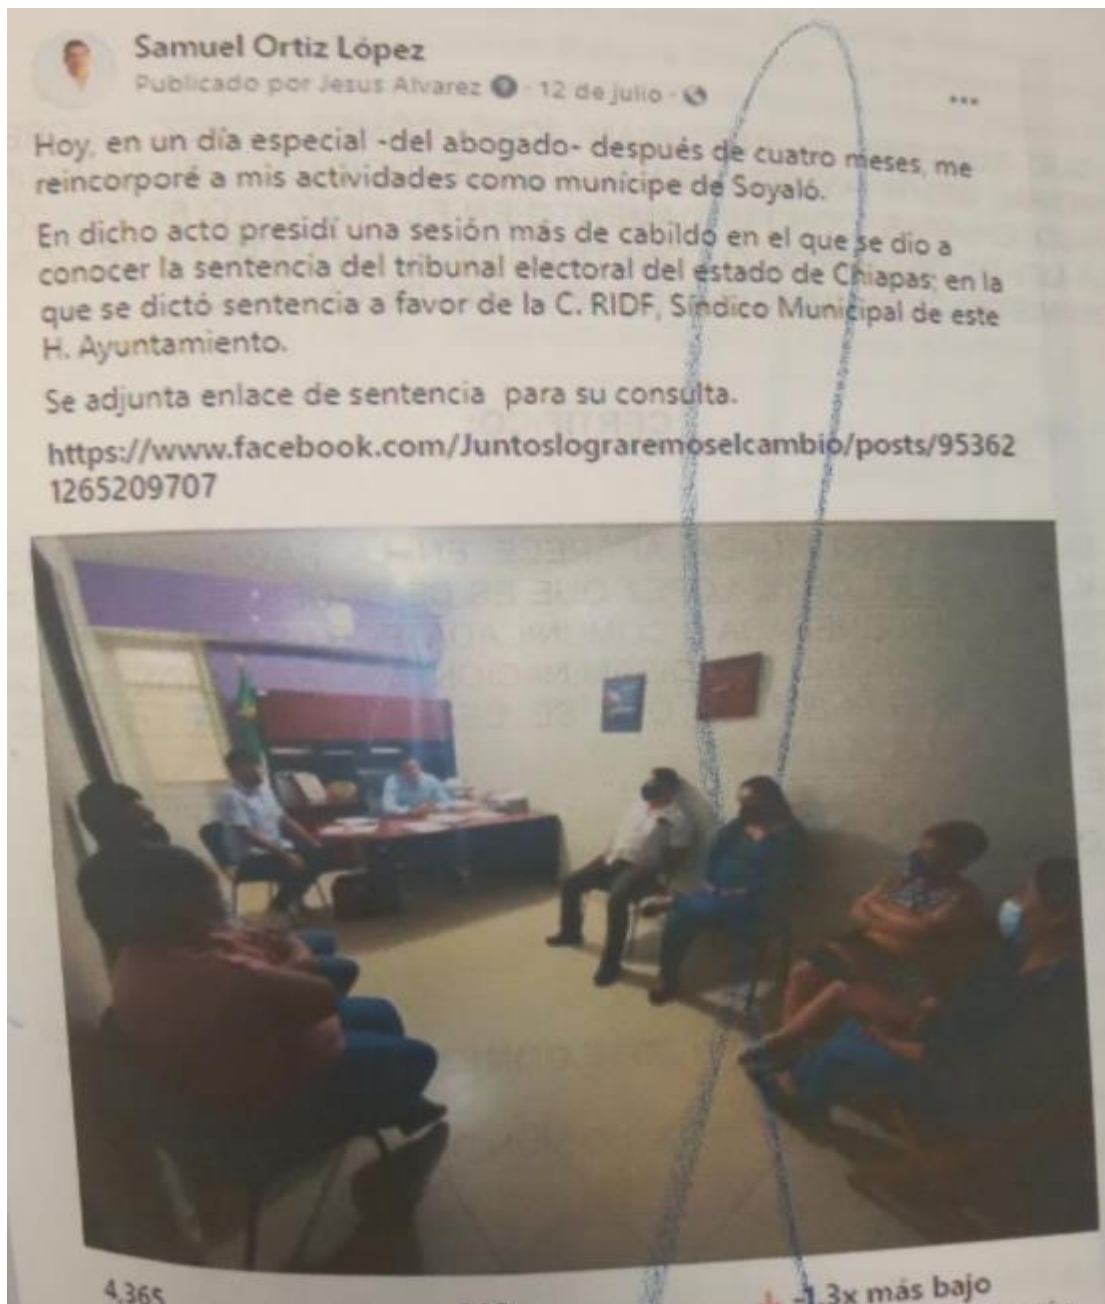 Samuel Ortiz López
Publicado por Jesus Alvarez · 12 de julio ·
Hoy, en un día especial -del abogado- después de cuatro meses, me
reincorporé a mis actividades como munícipe de Soyaló.
En dicho acto presidí una sesión más de cabildo en el que se dio a
conocer la sentencia del tribunal electoral del estado de Chiapas; en la
que se dictó sentencia a favor de la C. RIDF, Síndico Municipal de este
H. Ayuntamiento.
Se adjunta enlace de sentencia para su consulta.
https://www.facebook.com/Juntoslograremoselcambio/posts/95362
1265209707
4,365
-1.3x más bajo